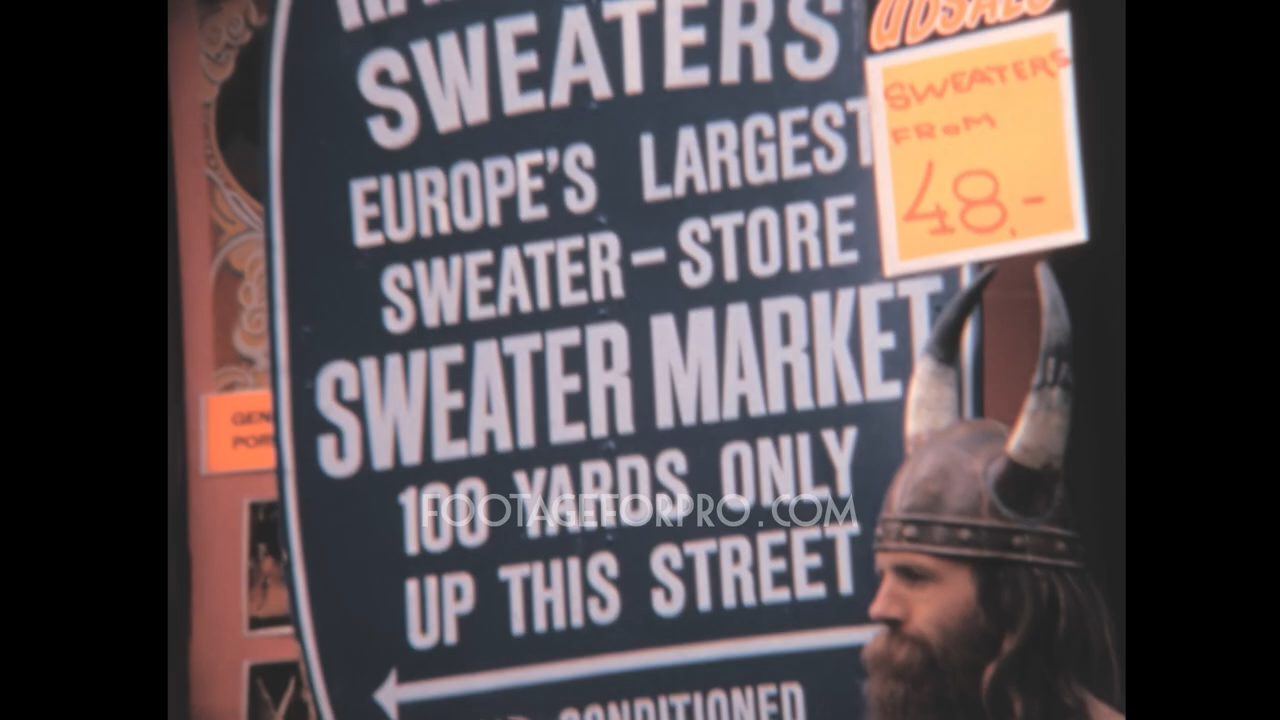 SWEATERS
EUROPE'S LARGEST
SWEATER-STORE
SWEATER MARKET
100 YARDS ONLY
UP THIS STREET
CONDITIONED
UDSALG
SWEATERS
FROM
48.-
FOOTAGEFORPRO.COM